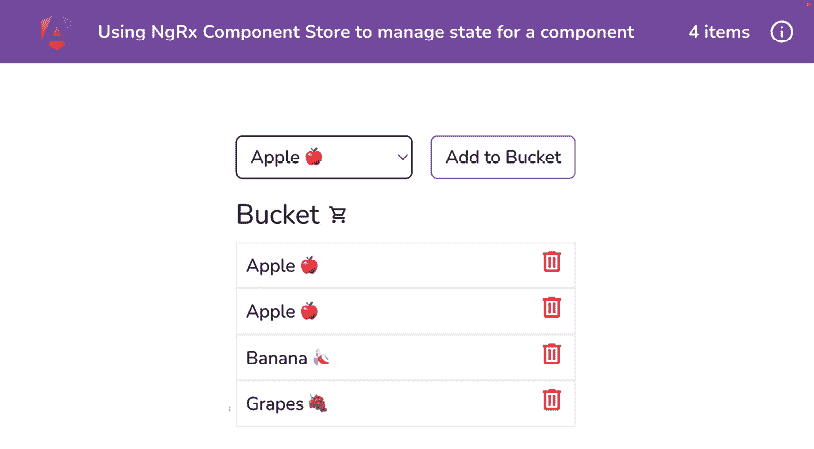 Using NgRx Component Store to manage state for a component 4 items
Apple 🍎 Add to Bucket
Bucket
Apple 🍎
Apple 🍎
Banana 🍌
Grapes 🍇